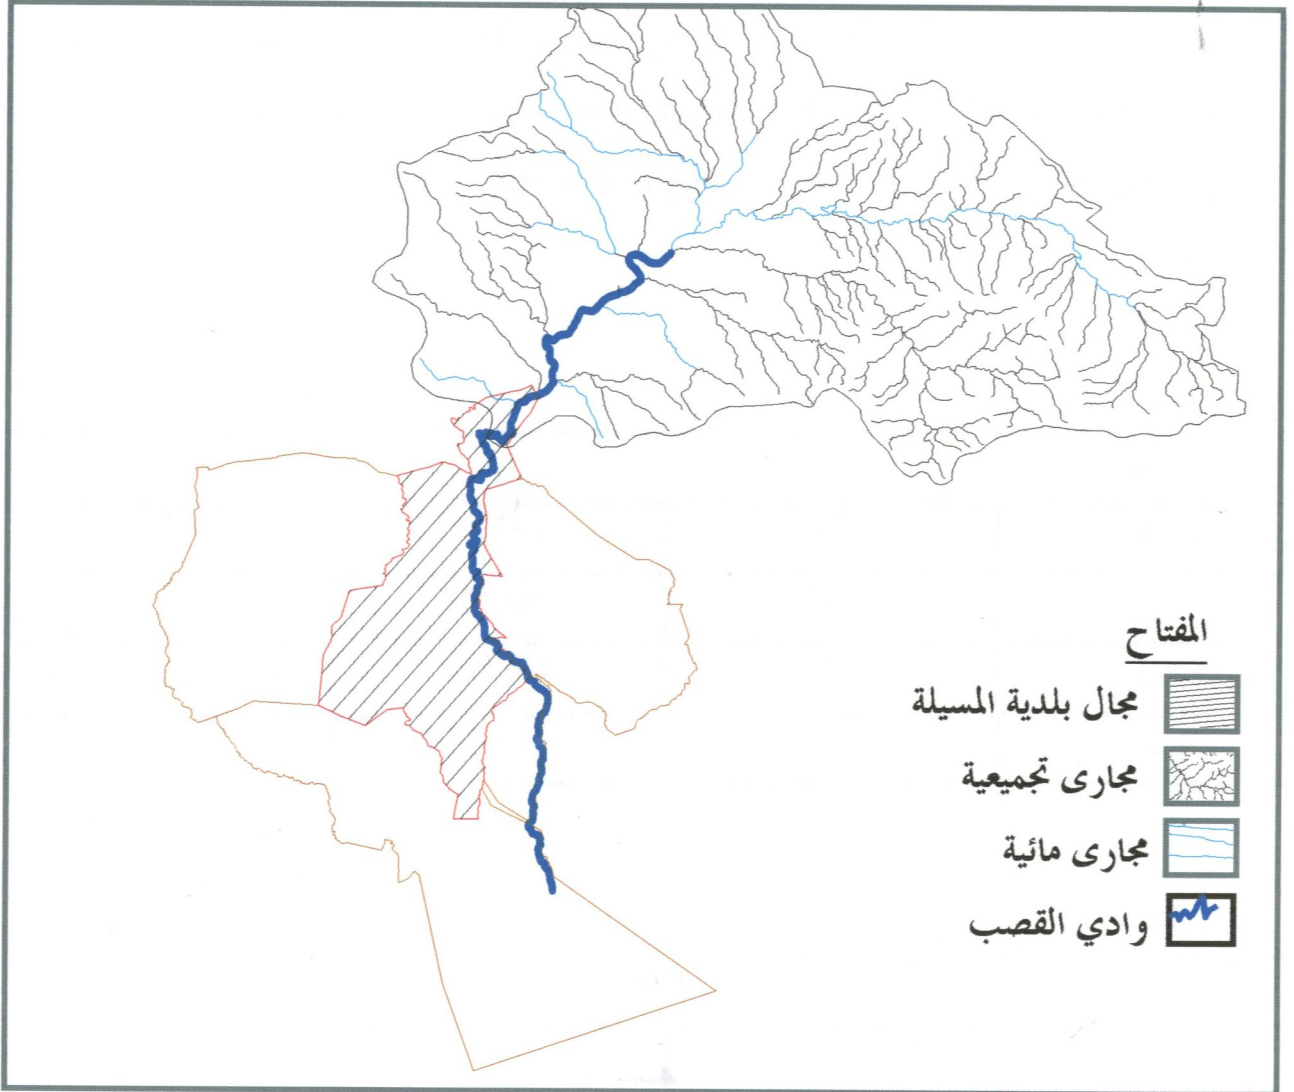 المفتاح
مجال بلدية المسيلة
مجارى تجميعية
مجارى مائية
وادي القصب